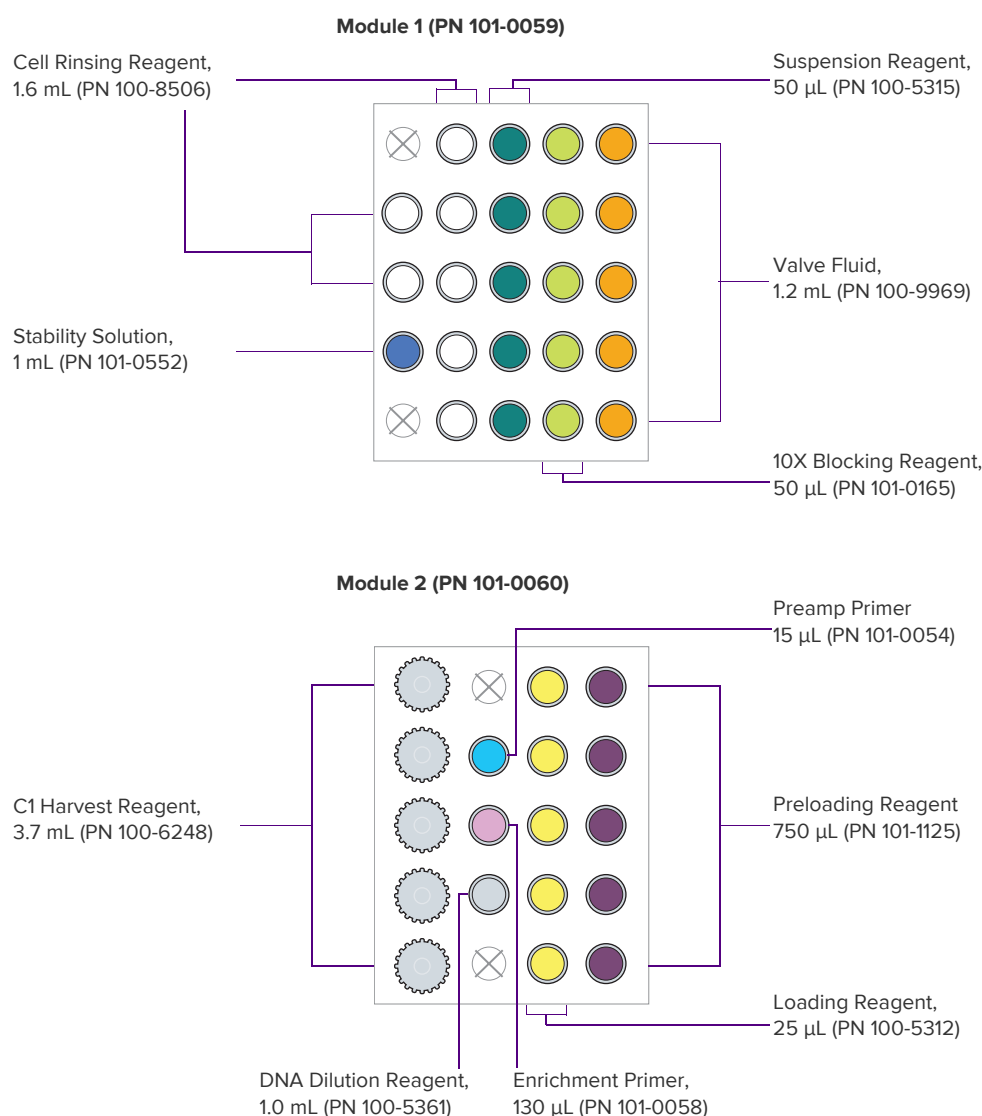 Module 1 (PN 101-0059)
Cell Rinsing Reagent,
1.6 mL (PN 100-8506)
Suspension Reagent,
50 µL (PN 100-5315)
Valve Fluid,
1.2 mL (PN 100-9969)
Stability Solution,
1 mL (PN 101-0552)
10X Blocking Reagent,
50 µL (PN 101-0165)
Module 2 (PN 101-0060)
Preamp Primer
15 µL (PN 101-0054)
C1 Harvest Reagent,
3.7 mL (PN 100-6248)
Preloading Reagent
750 µL (PN 101-1125)
Loading Reagent,
25 µL (PN 100-5312)
DNA Dilution Reagent,
1.0 mL (PN 100-5361)
Enrichment Primer,
130 µL (PN 101-0058)